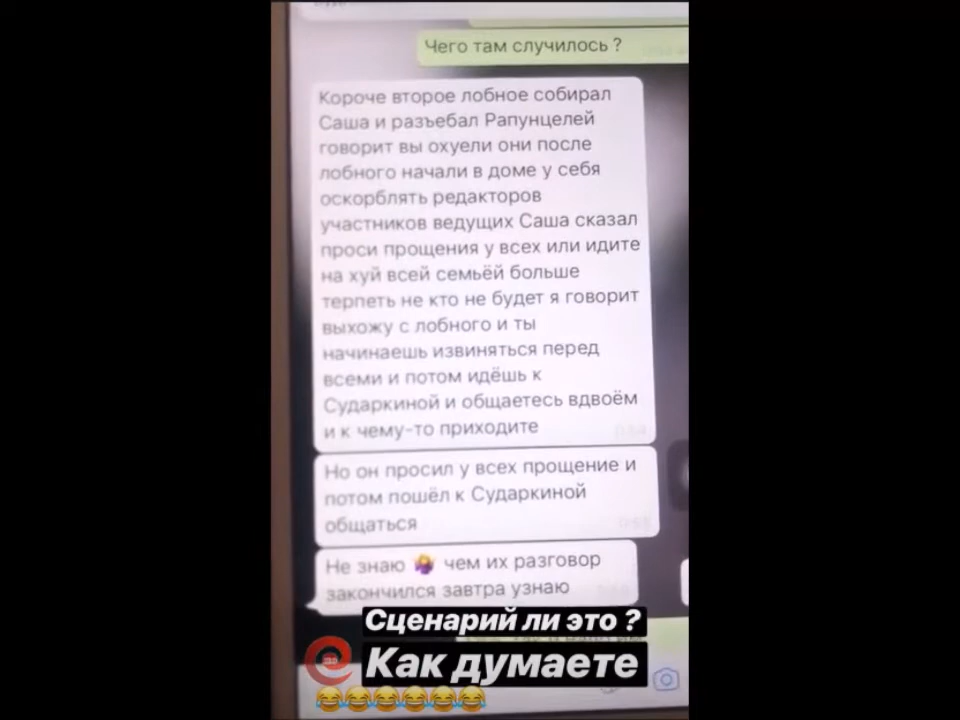 Чего там случилось ?
Короче второе лобное собирал
Саша и разъебал Рапунцелей
говорит вы охуели они после
лобного начали в доме у себя
оскорблять редакторов
участников ведущих Саша сказал
проси прощения у всех или идите
на хуй всей семьёй больше
терпеть не кто не будет я говорит
выхожу с лобного и ты
начинаешь извиняться перед
всеми и потом идёшь к
Сударкиной и общаетесь вдвоём
и к чему-то приходите
Но он просил у всех прощение и
потом пошёл к Сударкиной
общаться
Не знаю 🤷‍♀️ чем их разговор
закончился завтра узнаю
Сценарий ли это ?
Как думаете
😂😂😂😂😂😂